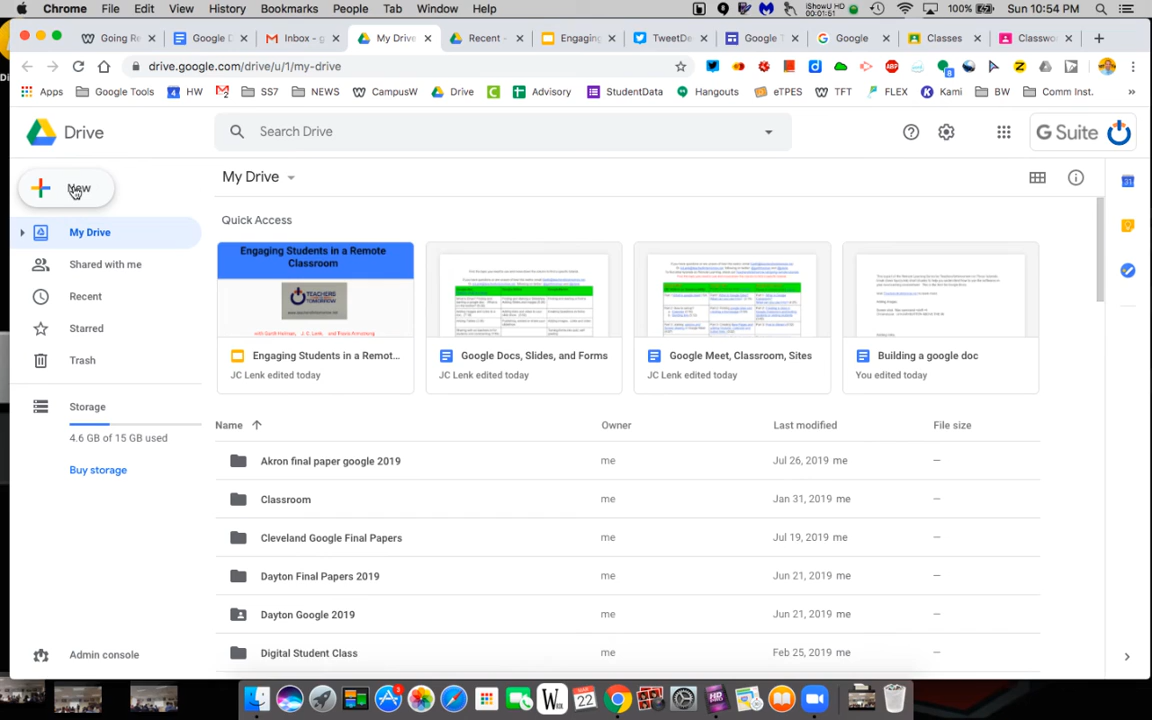 Chrome File Edit View History Bookmarks People Tab Window Help iShowU HD 00:01:51 100% Sun 10:54 PM
Going Re Google D Inbox - g My Drive Recent - Engaging TweetDe Google T Google Classes Classwo
drive.google.com/drive/u/1/my-drive
Apps Google Tools HW SS7 NEWS CampusW Drive Advisory StudentData Hangouts eTPES TFT FLEX Kami BW Comm Inst. »
Drive Search Drive G Suite
New My Drive
Quick Access
My Drive
Shared with me
Recent
Starred
Trash
Storage
4.6 GB of 15 GB used
Buy storage
Admin console
Engaging Students in a Remote
Classroom
TEACHERS
TOMORROW
Engaging Students in a Remot...
JC Lenk edited today
Google Docs, Slides, and Forms
JC Lenk edited today
Google Meet, Classroom, Sites
JC Lenk edited today
Building a google doc
You edited today
Name Owner Last modified File size
Akron final paper google 2019 me Jul 26, 2019 me —
Classroom me Jan 31, 2019 me —
Cleveland Google Final Papers me Jul 19, 2019 me —
Dayton Final Papers 2019 me Jun 21, 2019 me —
Dayton Google 2019 me Jun 21, 2019 me —
Digital Student Class me Feb 25, 2019 me —